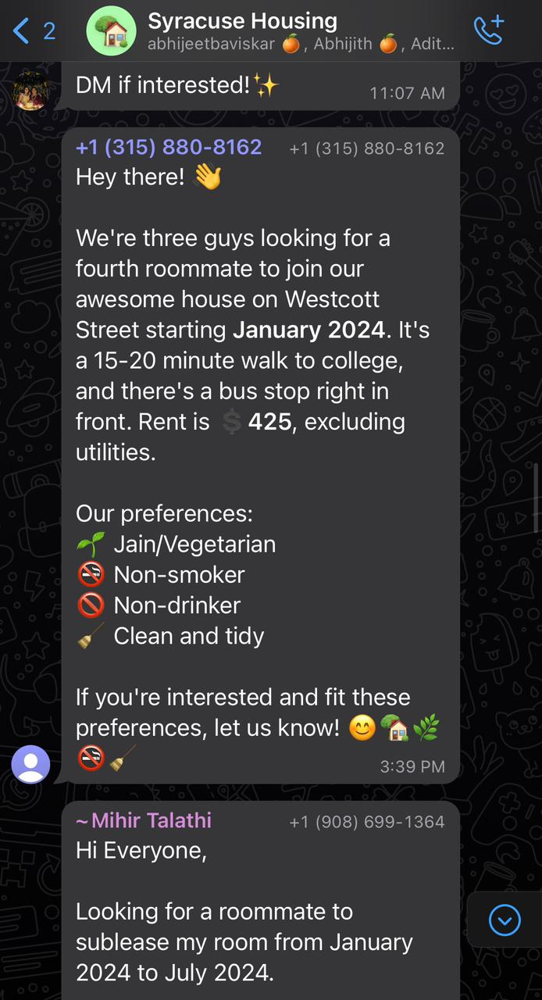 2
Syracuse Housing
abhijeetbaviskar 🍊, Abhijith 🍊, Adit...
DM if interested!✨
11:07 AM
+1 (315) 880-8162 +1 (315) 880-8162
Hey there! 👋
We're three guys looking for a
fourth roommate to join our
awesome house on Westcott
Street starting January 2024. It's
a 15-20 minute walk to college,
and there's a bus stop right in
front. Rent is 💲425, excluding
utilities.
Our preferences:
🌱 Jain/Vegetarian
🚭 Non-smoker
🚫 Non-drinker
🧹 Clean and tidy
If you're interested and fit these
preferences, let us know! 😊🏡🌿
🚭🧹
3:39 PM
~Mihir Talathi +1 (908) 699-1364
Hi Everyone,
Looking for a roommate to
sublease my room from January
2024 to July 2024.